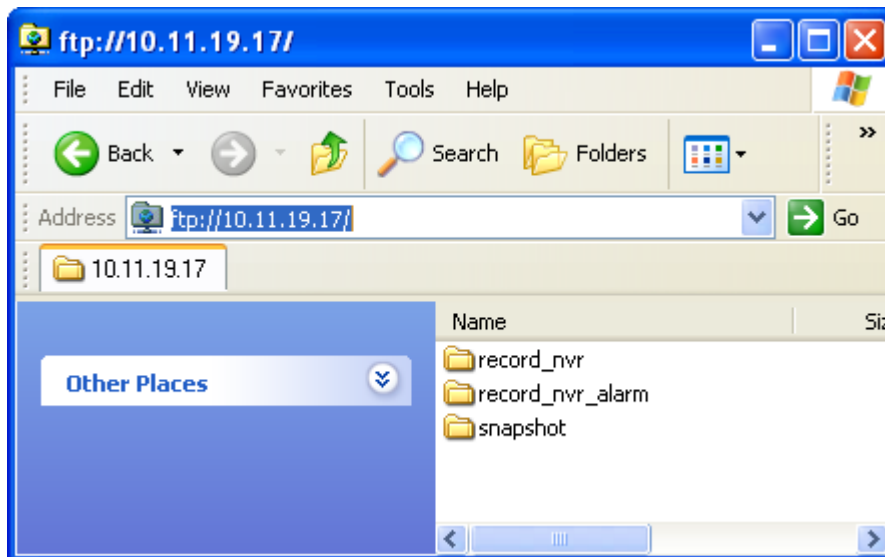 ftp://10.11.19.17/
File Edit View Favorites Tools Help
Back Search Folders »
Address ftp://10.11.19.17/ Go
10.11.19.17
Name
Other Places
record_nvr
record_nvr_alarm
snapshot